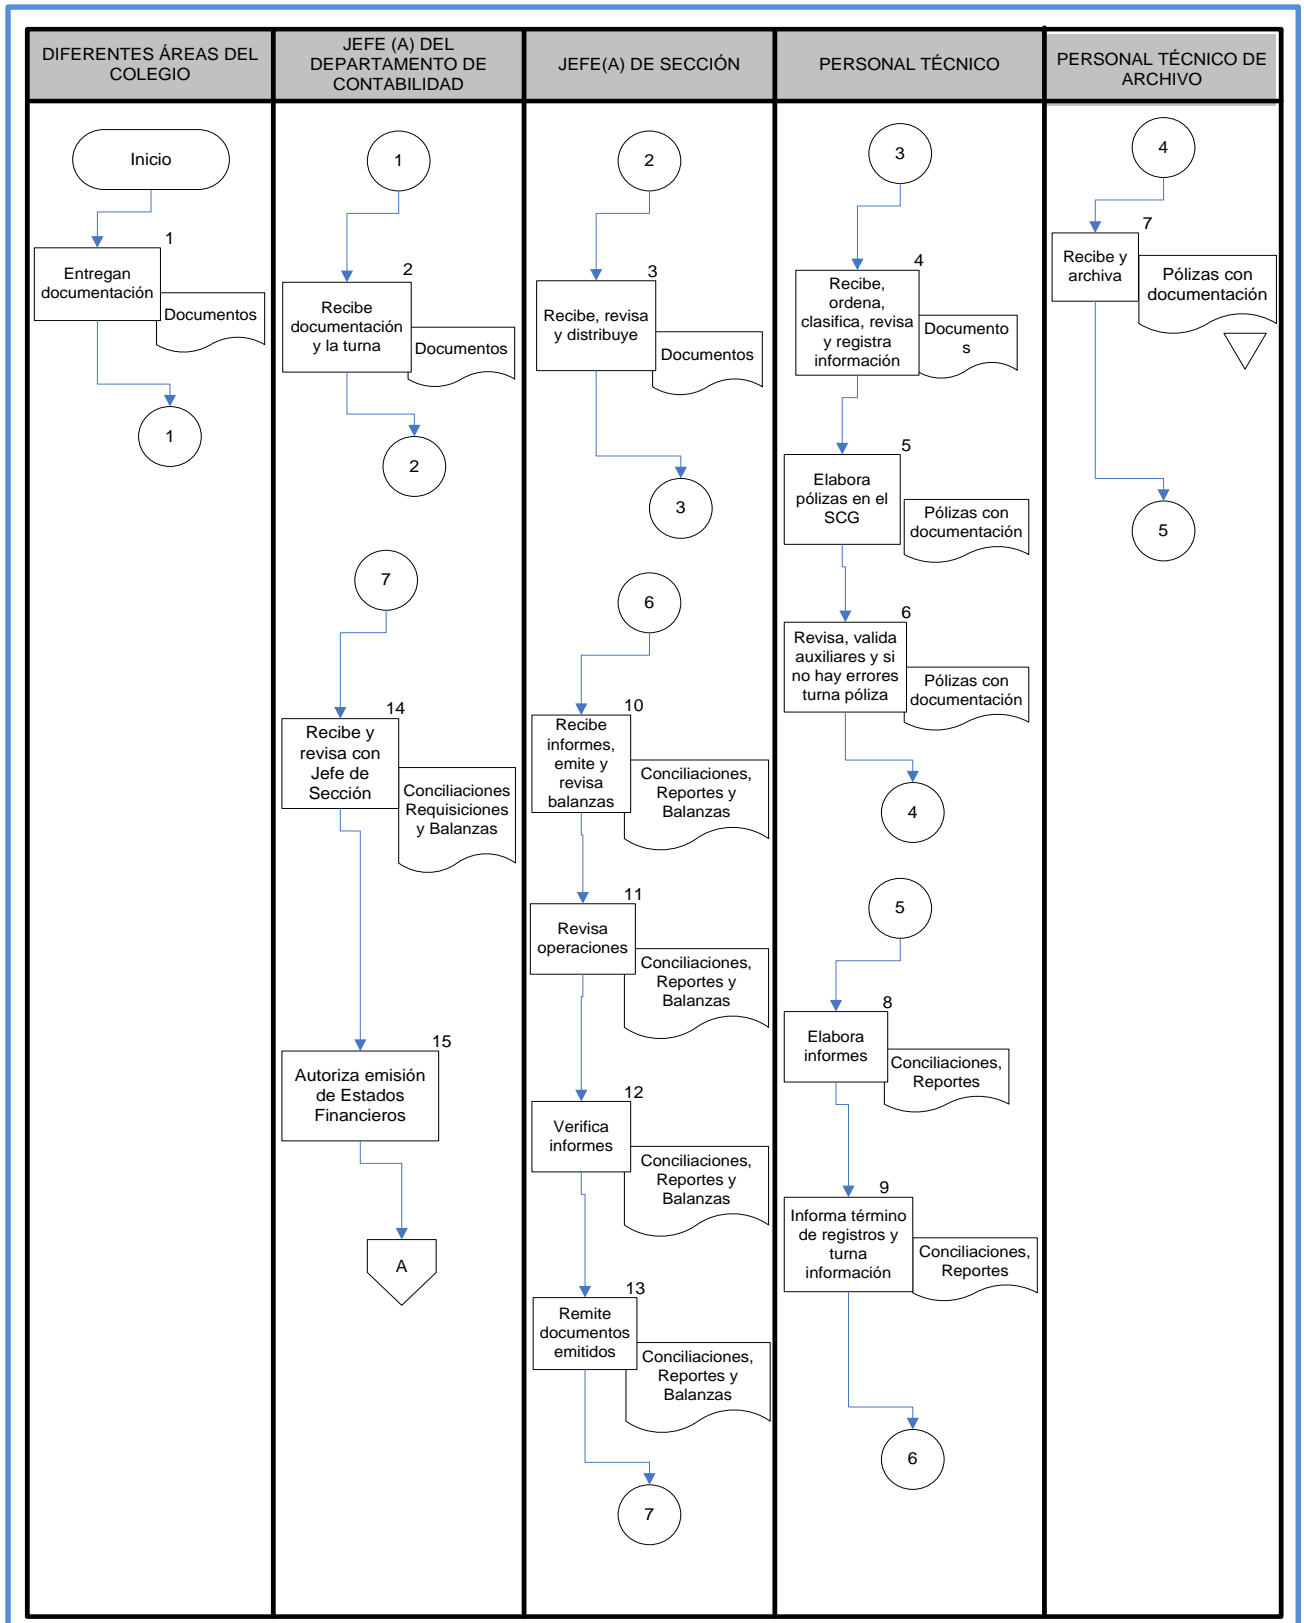 DIFERENTES ÁREAS DEL
COLEGIO
JEFE (A) DEL
DEPARTAMENTO DE
CONTABILIDAD
JEFE(A) DE SECCIÓN
PERSONAL TÉCNICO
PERSONAL TÉCNICO DE
ARCHIVO
Inicio
1
Entregan
documentación
Documentos
1
1
2
Recibe
documentación
y la turna
Documentos
2
7
14
Recibe y
revisa con
Jefe de
Sección
Conciliaciones
Requisiciones
y Balanzas
15
Autoriza emisión
de Estados
Financieros
A
2
3
Recibe, revisa
y distribuye
Documentos
3
6
10
Recibe
informes,
emite y
revisa
balanzas
Conciliaciones,
Reportes y
Balanzas
11
Revisa
operaciones
Conciliaciones,
Reportes y
Balanzas
12
Verifica
informes
Conciliaciones,
Reportes y
Balanzas
13
Remite
documentos
emitidos
Conciliaciones,
Reportes y
Balanzas
7
3
4
Recibe,
ordena,
clasifica, revisa
y registra
información
Documento
s
5
Elabora
pólizas en el
SCG
Pólizas con
documentación
6
Revisa, valida
auxiliares y si
no hay errores
turna póliza
Pólizas con
documentación
4
5
8
Elabora
informes
Conciliaciones,
Reportes
9
Informa término
de registros y
turna
información
Conciliaciones,
Reportes
6
4
7
Recibe y
archiva
Pólizas con
documentación
5